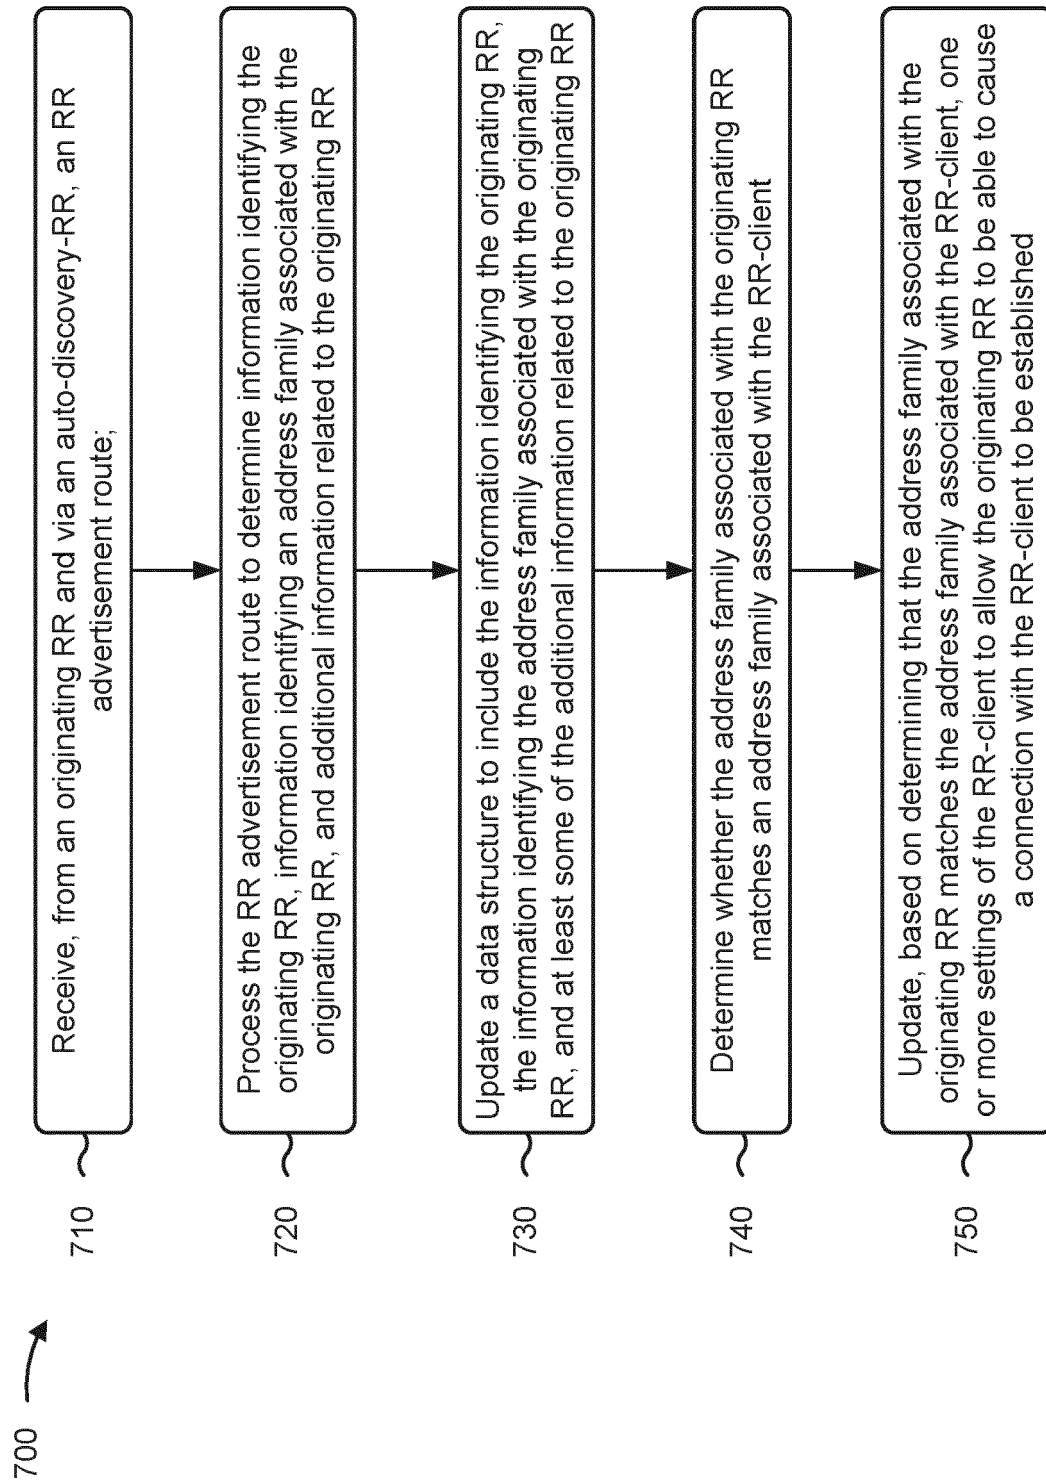 700
710
Receive, from an originating RR and via an auto-discovery-RR, an RR
advertisement route;
720
Process the RR advertisement route to determine information identifying the
originating RR, information identifying an address family associated with the
originating RR, and additional information related to the originating RR
730
Update a data structure to include the information identifying the originating RR,
the information identifying the address family associated with the originating
RR, and at least some of the additional information related to the originating RR
740
Determine whether the address family associated with the originating RR
matches an address family associated with the RR-client
750
Update, based on determining that the address family associated with the
originating RR matches the address family associated with the RR-client, one
or more settings of the RR-client to allow the originating RR to be able to cause
a connection with the RR-client to be established